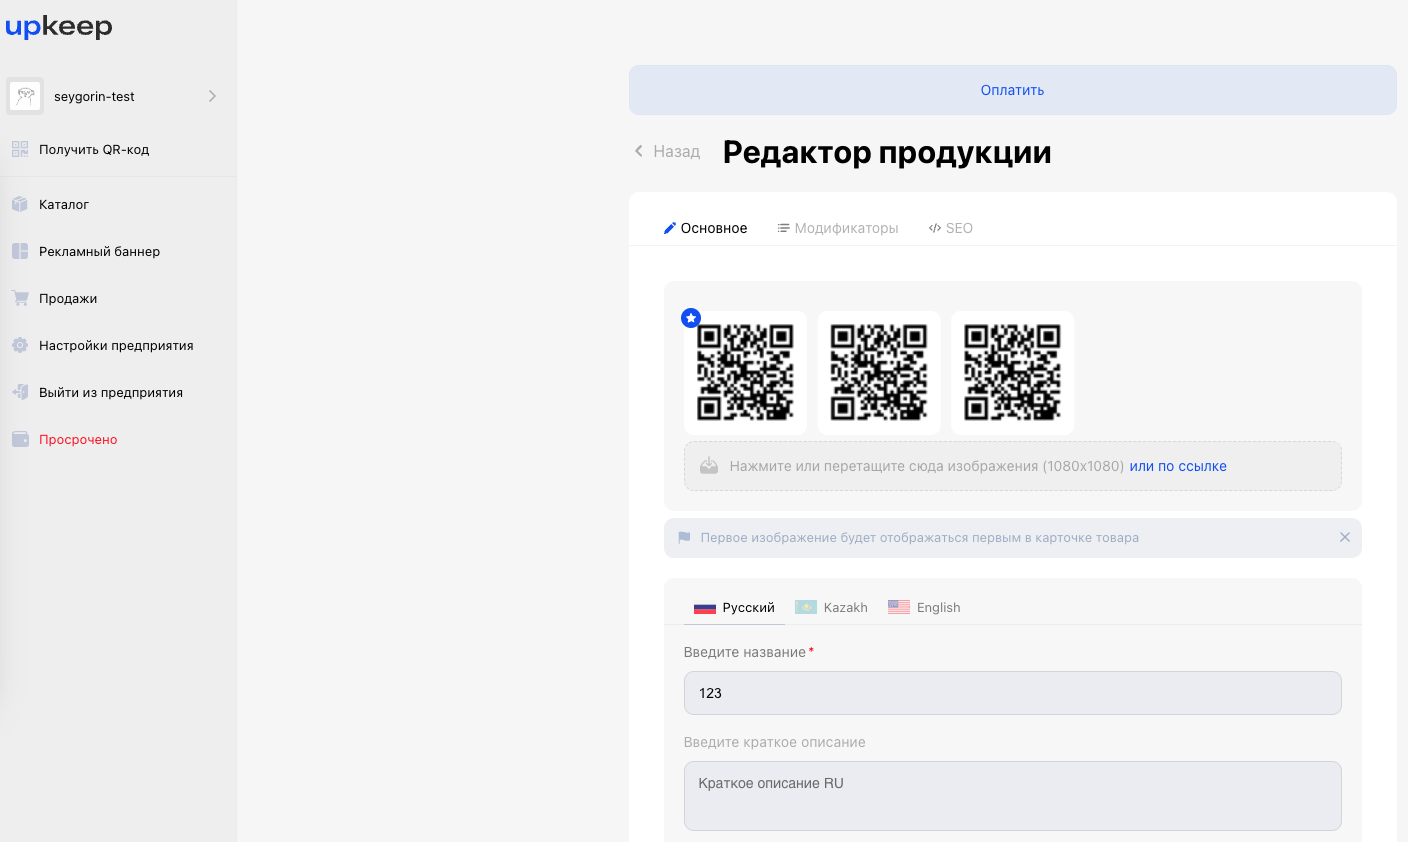 upkeep
seygorin-test
Получить QR-код
Каталог
Рекламный баннер
Продажи
Настройки предприятия
Выйти из предприятия
Просрочено
Оплатить
Назад
Редактор продукции
Основное
Модификаторы
SEO
Нажмите или перетащите сюда изображения (1080x1080) или по ссылке
Первое изображение будет отображаться первым в карточке товара
Русский
Kazakh
English
Введите название*
123
Введите краткое описание
Краткое описание RU